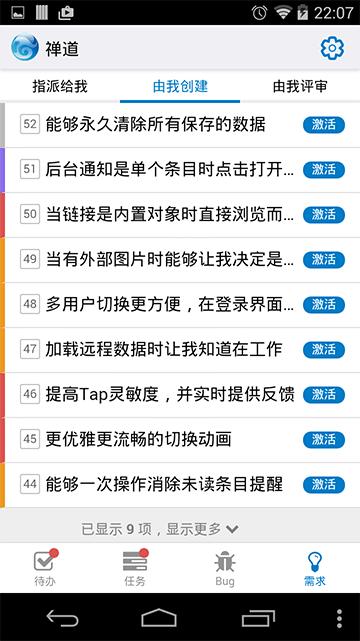 22:07
禅道
指派给我 由我创建 由我评审
52 能够永久清除所有保存的数据 激活
51 后台通知是单个条目时点击打开... 激活
50 当链接是内置对象时直接浏览而... 激活
49 当有外部图片时能够让我决定是... 激活
48 多用户切换更方便，在登录界面... 激活
47 加载远程数据时让我知道在工作 激活
46 提高Tap灵敏度，并实时提供反馈 激活
45 更优雅更流畅的切换动画 激活
44 能够一次操作消除未读条目提醒 激活
已显示 9 项，显示更多
待办 任务 Bug 需求